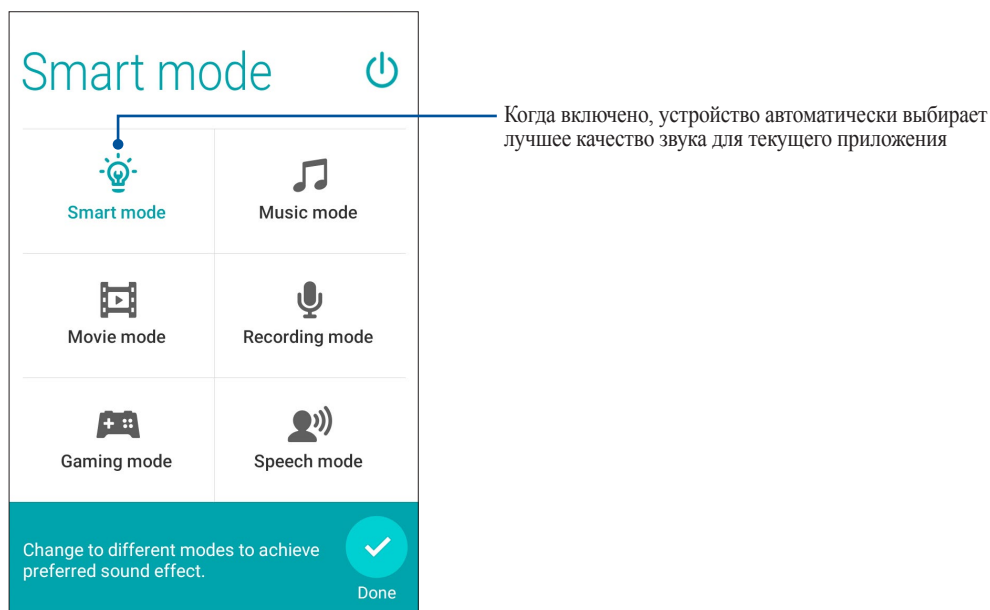 Smart mode
Когда включено, устройство автоматически выбирает
лучшее качество звука для текущего приложения
Smart mode
Music mode
Movie mode
Recording mode
Gaming mode
Speech mode
Change to different modes to achieve
preferred sound effect.
Done